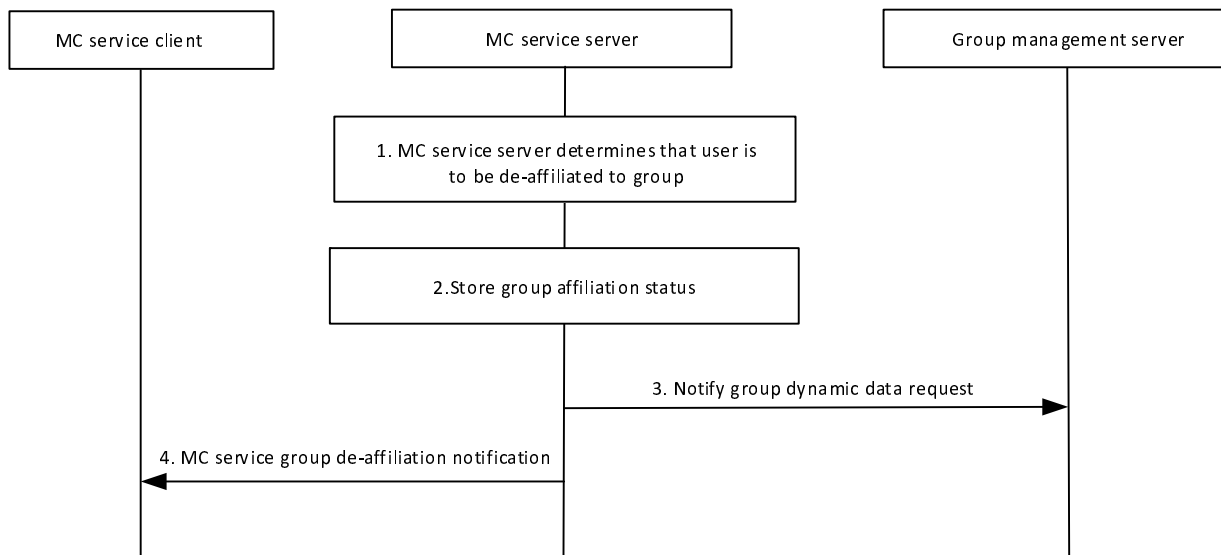 MC service client
MC service server
Group management server
1. MC service server determines that user is
to be de-affiliated to group
2.Store group affiliation status
3. Notify group dynamic data request
4. MC service group de-affiliation notification